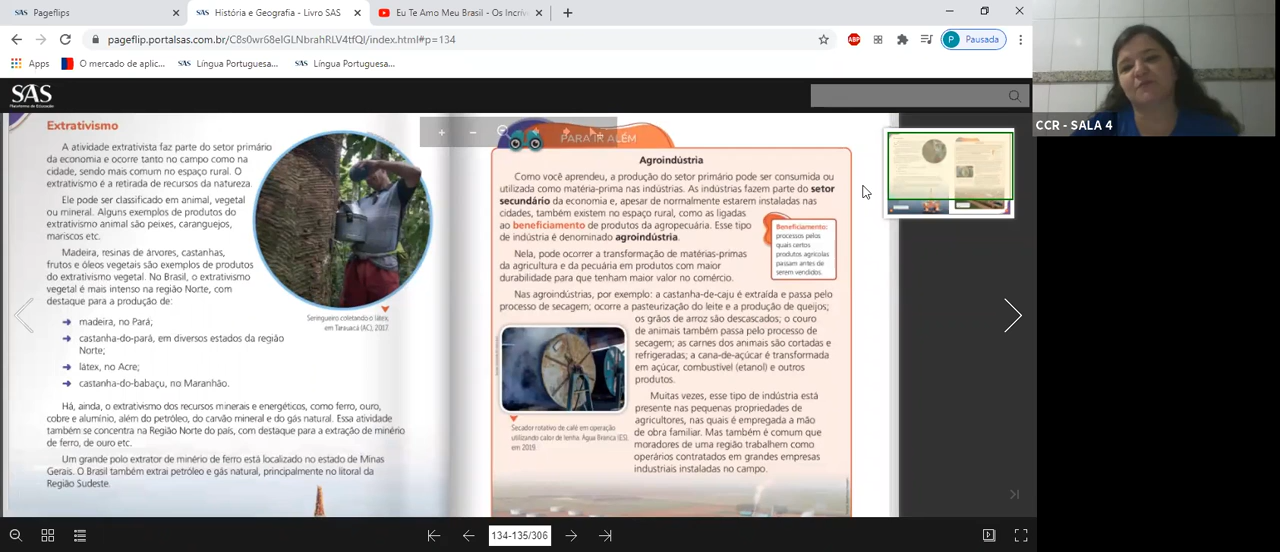 Pageflips
História e Geografia - Livro SAS
Eu Te Amo Meu Brasil - Os Incrív
pageflip.portalsas.com.br/C8s0wr68elGLNbrahRLV4tfQI/index.html#p=134
ABP
P Pausada
Apps
O mercado de aplic...
SAS Língua Portuguesa...
SAS Língua Portuguesa...
SAS
Plataforma de Educação
CCR - SALA 4
Extrativismo
A atividade extrativista faz parte do setor primário
da economia e ocorre tanto no campo como na
cidade, sendo mais comum no espaço rural. O
extrativismo é a retirada de recursos da natureza.
Ele pode ser classificado em animal, vegetal
ou mineral. Alguns exemplos de produtos do
extrativismo animal são peixes, caranguejos,
mariscos etc.
Madeira, resinas de árvores, castanhas,
frutos e óleos vegetais são exemplos de produtos
do extrativismo vegetal. No Brasil, o extrativismo
vegetal é mais intenso na região Norte, com
destaque para a produção de:
madeira, no Pará;
castanha-do-pará, em diversos estados da região
Norte;
látex, no Acre;
castanha-do-babaçu, no Maranhão.
Seringueiro coletando o látex,
em Tarauacá (AC), 2017.
Há, ainda, o extrativismo dos recursos minerais e energéticos, como ferro, ouro,
cobre e alumínio, além do petróleo, do carvão mineral e do gás natural. Essa atividade
também se concentra na Região Norte do país, com destaque para a extração de minério
de ferro, de ouro etc.
Um grande polo extrator de minério de ferro está localizado no estado de Minas
Gerais. O Brasil também extrai petróleo e gás natural, principalmente no litoral da
Região Sudeste.
PARA IR ALÉM
Agroindústria
Como você aprendeu, a produção do setor primário pode ser consumida ou
utilizada como matéria-prima nas indústrias. As indústrias fazem parte do setor
secundário da economia e, apesar de normalmente estarem instaladas nas
cidades, também existem no espaço rural, como as ligadas
ao beneficiamento de produtos da agropecuária. Esse tipo
de indústria é denominado agroindústria.
Beneficiamento:
processos pelos
quais certos
produtos agrícolas
passam antes de
serem vendidos.
Nela, pode ocorrer a transformação de matérias-primas
da agricultura e da pecuária em produtos com maior
durabilidade para que tenham maior valor no comércio.
Nas agroindústrias, por exemplo: a castanha-de-caju é extraída e passa pelo
processo de secagem; ocorre a pasteurização do leite e a produção de queijos;
os grãos de arroz são descascados; o couro
de animais também passa pelo processo de
secagem; as carnes dos animais são cortadas e
refrigeradas; a cana-de-açúcar é transformada
em açúcar, combustível (etanol) e outros
produtos.
Muitas vezes, esse tipo de indústria está
presente nas pequenas propriedades de
agricultores, nas quais é empregada a mão
de obra familiar. Mas também é comum que
moradores de uma região trabalhem como
operários contratados em grandes empresas
industriais instaladas no campo.
Secador rotativo de café em operação
utilizando calor de lenha. Água Branca (ES),
em 2019.
134-135/306